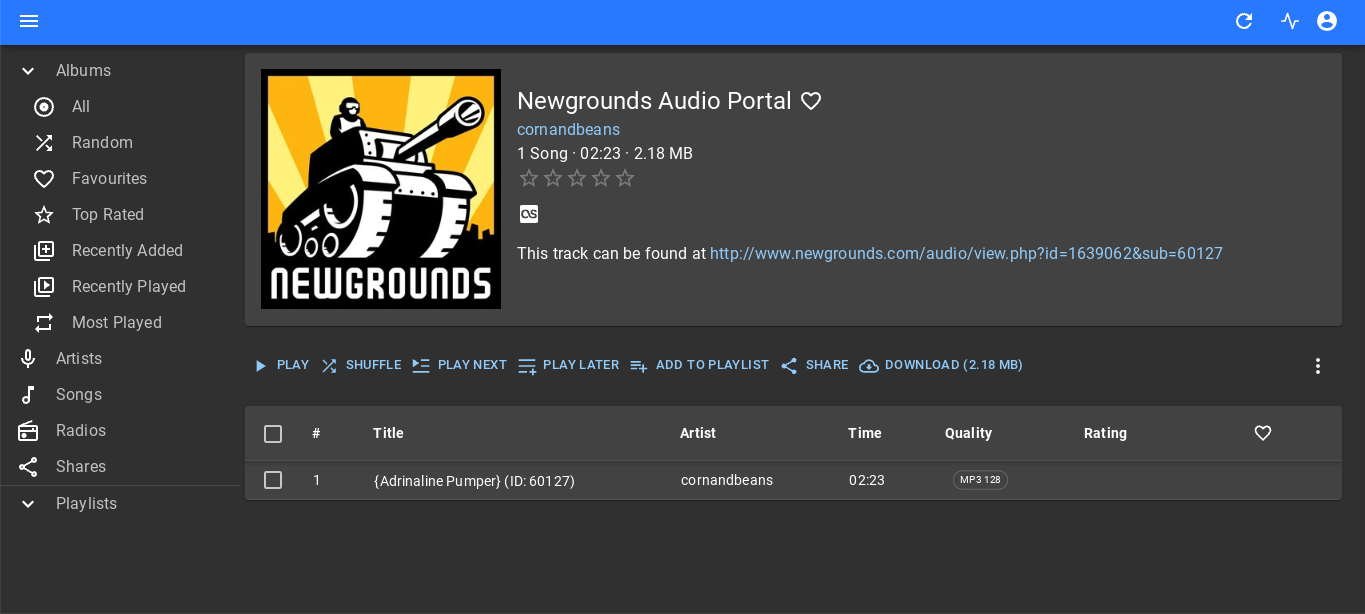 Albums
All
Random
Favourites
Top Rated
Recently Added
Recently Played
Most Played
Artists
Songs
Radios
Shares
Playlists
NEWGROUNDS
Newgrounds Audio Portal
cornandbeans
1 Song · 02:23 · 2.18 MB
This track can be found at http://www.newgrounds.com/audio/view.php?id=1639062&sub=60127
PLAY SHUFFLE PLAY NEXT PLAY LATER ADD TO PLAYLIST SHARE DOWNLOAD (2.18 MB)
# Title Artist Time Quality Rating
1 {Adrinaline Pumper} (ID: 60127) cornandbeans 02:23 MP3 128